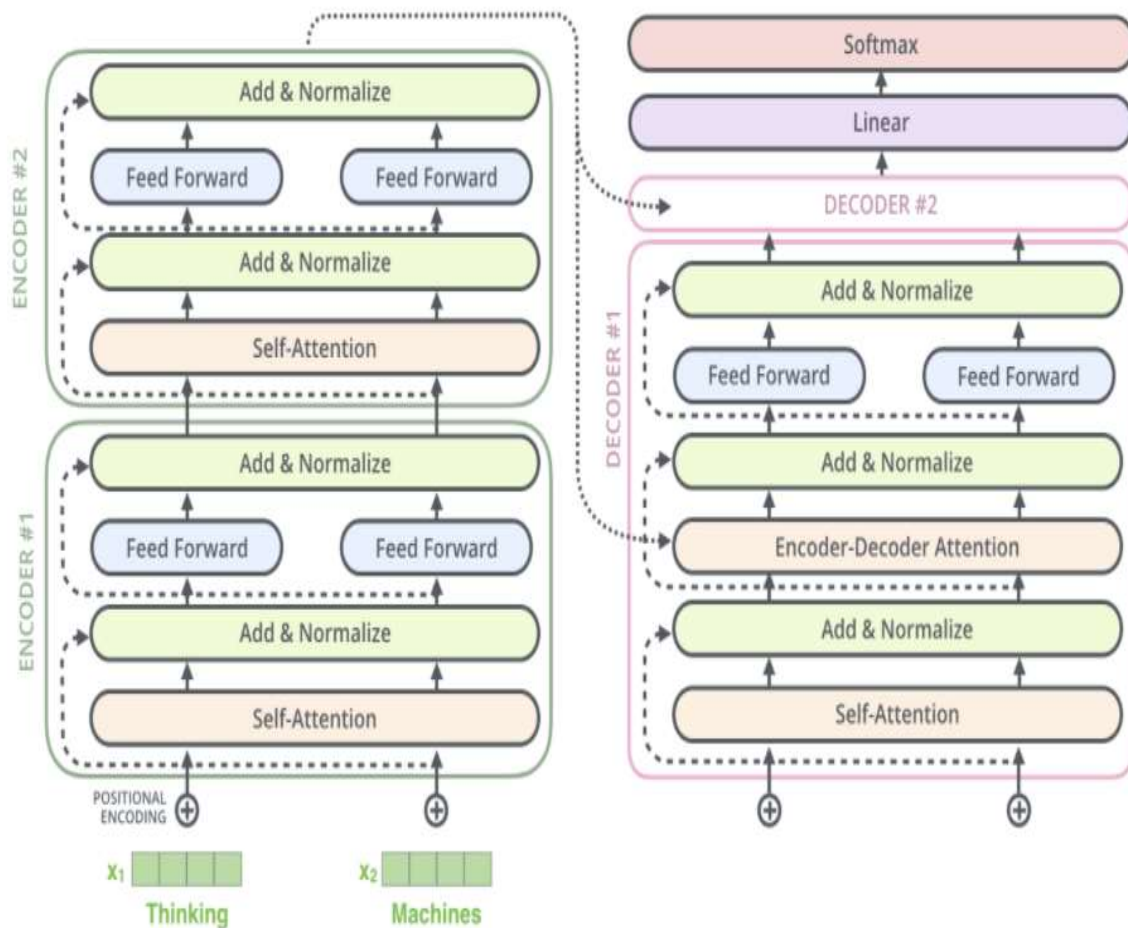 ENCODER #2
Add & Normalize
Feed Forward
Feed Forward
Add & Normalize
Self-Attention
ENCODER #1
Add & Normalize
Feed Forward
Feed Forward
Add & Normalize
Self-Attention
POSITIONAL
ENCODING
x1
x2
Thinking
Machines
Softmax
Linear
DECODER #2
DECODER #1
Add & Normalize
Feed Forward
Feed Forward
Add & Normalize
Encoder-Decoder Attention
Add & Normalize
Self-Attention